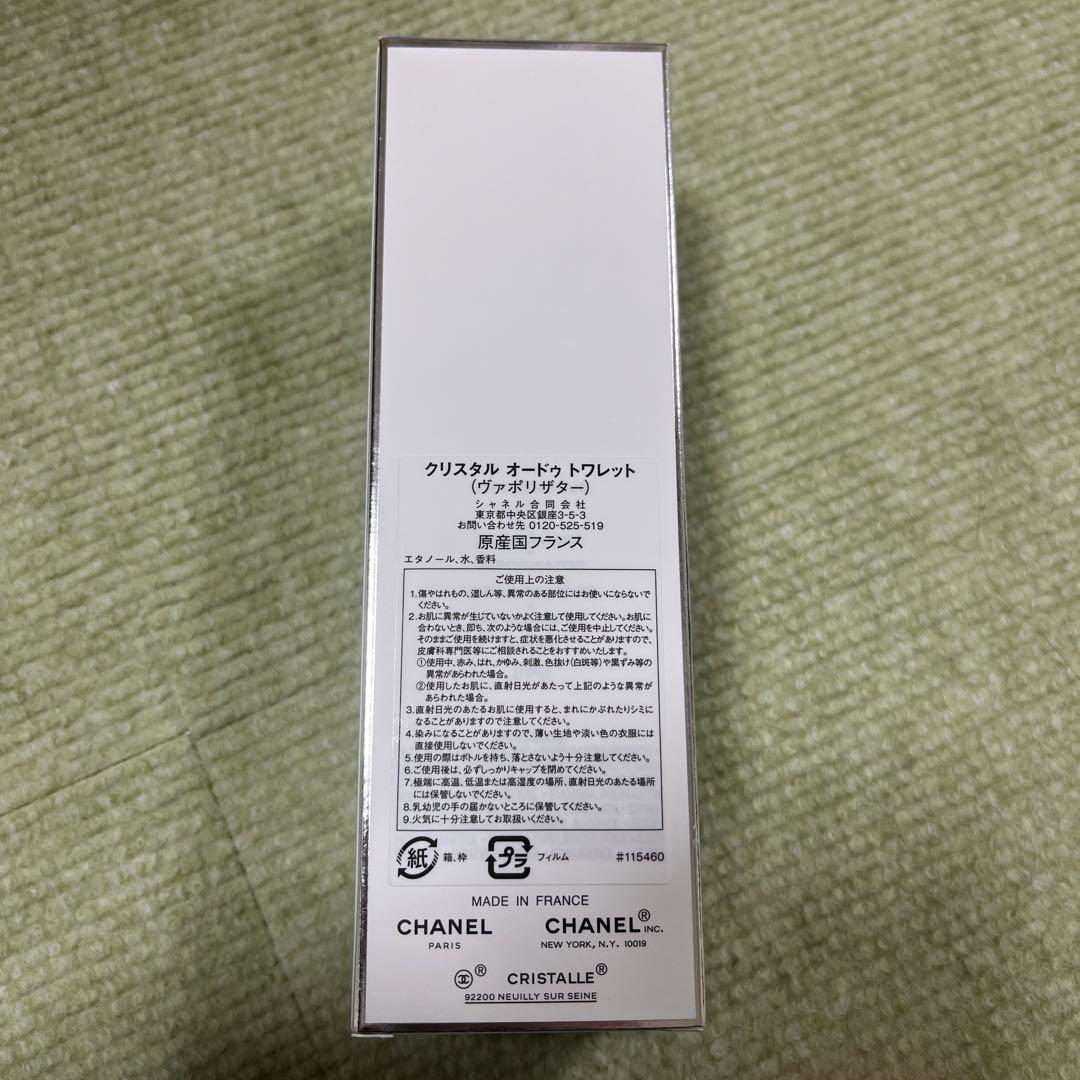 クリスタル オードゥ トワレット
(ヴァポリザター)
シャネル合同会社
東京都中央区銀座3-5-3
お問い合わせ先 0120-525-519
原産国フランス
エタノール、水、香料
ご使用上の注意
1.傷やはれもの、湿しん等、異常のある部位にはお使いにならないで
ください。
2.お肌に異常が生じていないかよく注意して使用してください。お肌に
合わないとき、即ち、次のような場合には、ご使用を中止してください。
そのままご使用を続けますと、症状を悪化させることがありますので、
皮膚科専門医等にご相談されることをおすすめいたします。
①使用中、赤み、はれ、かゆみ、刺激、色抜け(白斑等)や黒ずみ等の
異常があらわれた場合。
②使用したお肌に、直射日光があたって上記のような異常が
あらわれた場合。
3.直射日光のあたるお肌に使用すると、まれにかぶれたりシミに
なることがありますので注意してください。
4.染みになることがありますので、薄い生地や淡い色の衣服には
直接使用しないでください。
5.使用の際はボトルを持ち、落とさないよう十分注意してください。
6.ご使用後は、必ずしっかりキャップを閉めてください。
7.極端に高温、低温または高湿度の場所、直射日光のあたる場所
には保管しないでください。
8.乳幼児の手の届かないところに保管してください。
9.火気に十分注意してお取扱いください。
紙 箱、枠 プラ フィルム #115460
MADE IN FRANCE
CHANEL CHANEL® INC.
PARIS NEW YORK, N.Y. 10019
® CRISTALLE®
92200 NEUILLY SUR SEINE